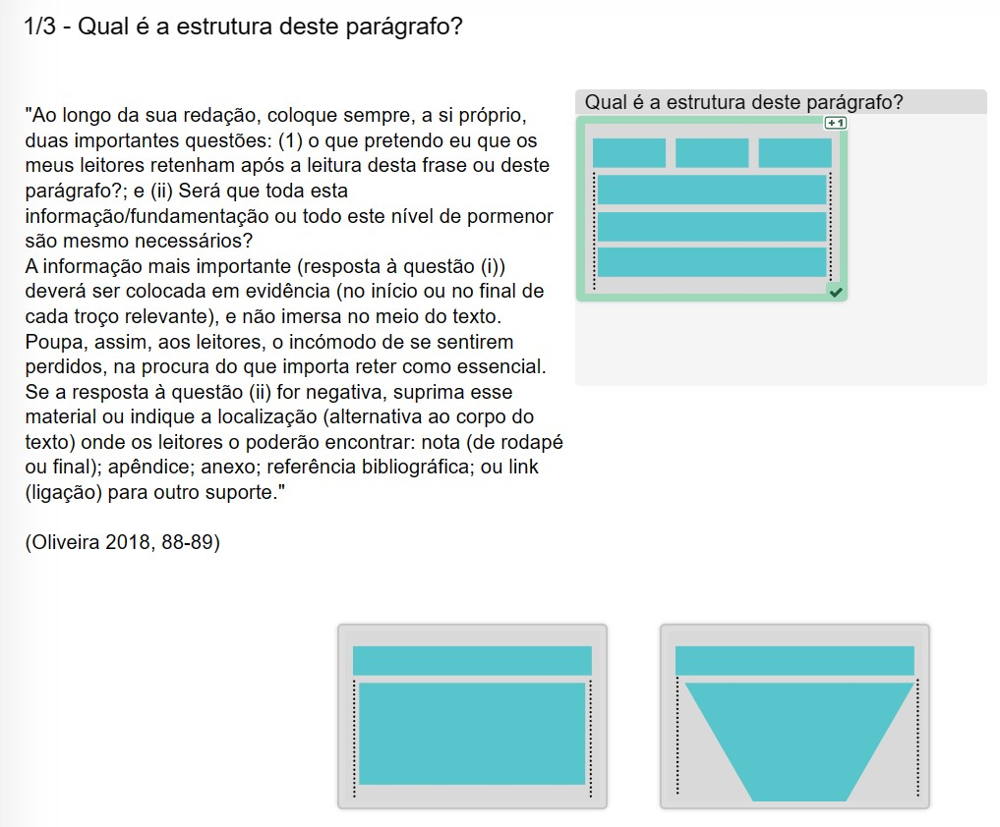 1/3 - Qual é a estrutura deste parágrafo?
"Ao longo da sua redação, coloque sempre, a si próprio,
duas importantes questões: (1) o que pretendo eu que os
meus leitores retenham após a leitura desta frase ou deste
parágrafo?; e (ii) Será que toda esta
informação/fundamentação ou todo este nível de pormenor
são mesmo necessários?
A informação mais importante (resposta à questão (i))
deverá ser colocada em evidência (no início ou no final de
cada troço relevante), e não imersa no meio do texto.
Poupa, assim, aos leitores, o incómodo de se sentirem
perdidos, na procura do que importa reter como essencial.
Se a resposta à questão (ii) for negativa, suprima esse
material ou indique a localização (alternativa ao corpo do
texto) onde os leitores o poderão encontrar: nota (de rodapé
ou final); apêndice; anexo; referência bibliográfica; ou link
(ligação) para outro suporte."
(Oliveira 2018, 88-89)
Qual é a estrutura deste parágrafo?
+1